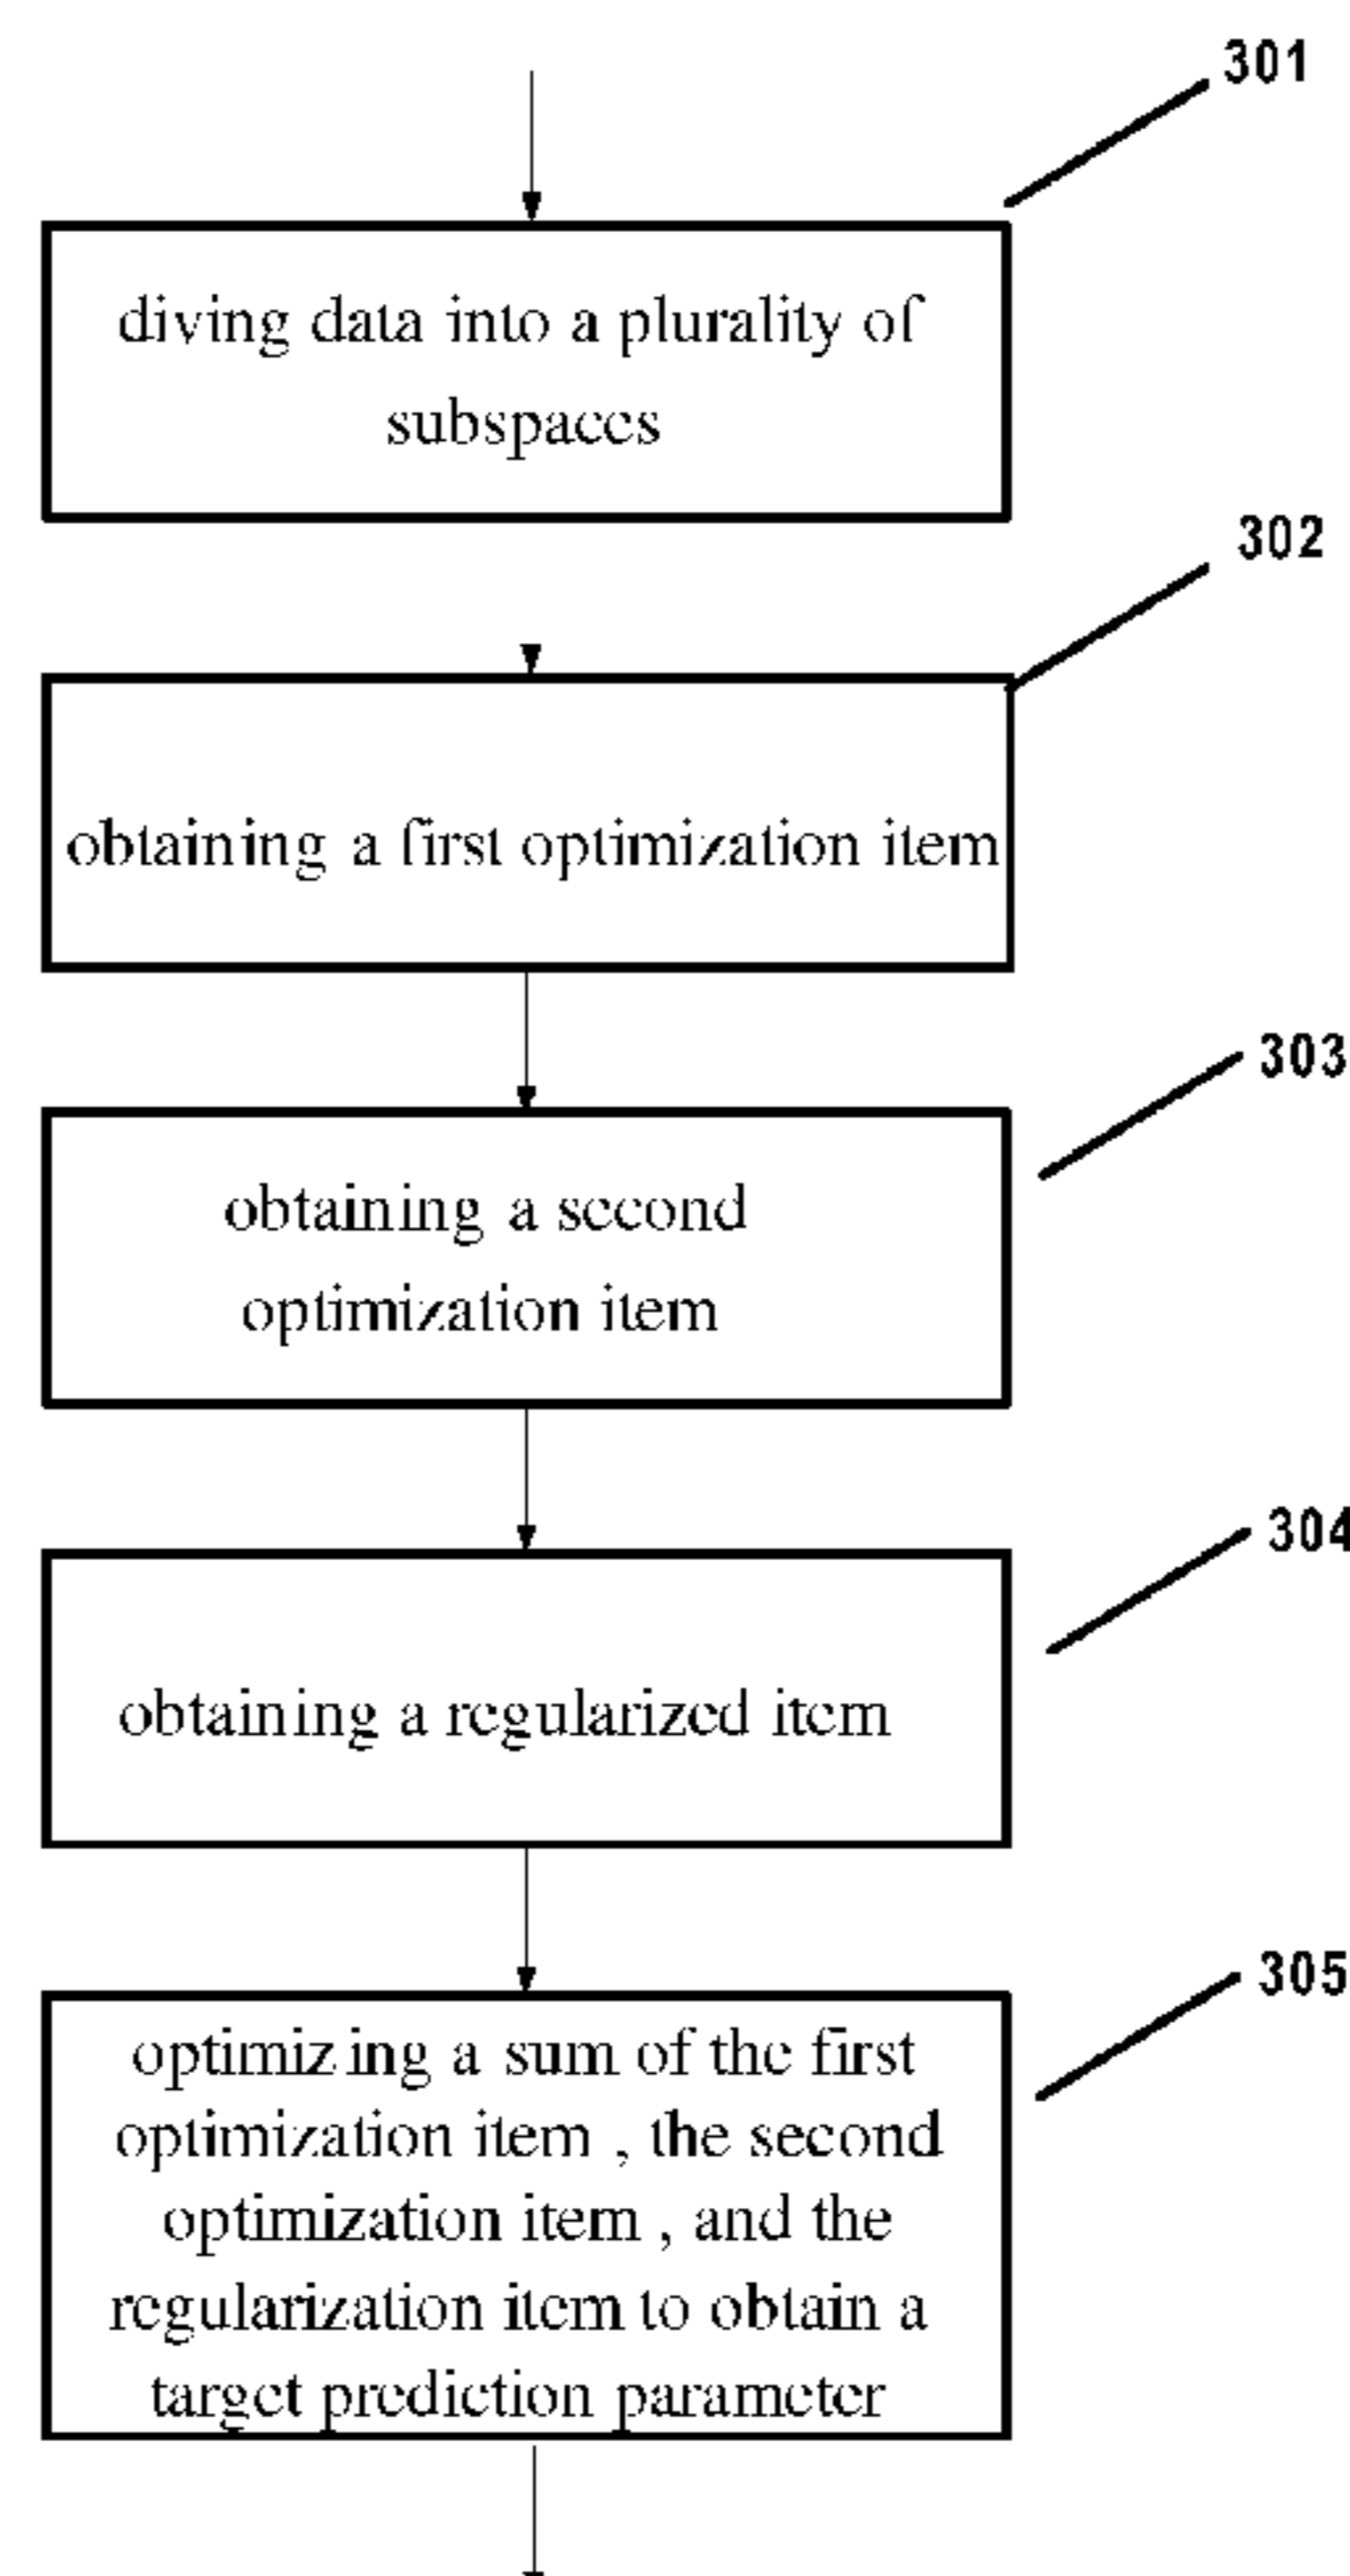 301
diving data into a plurality of
subspaces
302
obtaining a first optimization item
303
obtaining a second
optimization item
304
obtaining a regularized item
305
optimizing a sum of the first
optimization item , the second
optimization item , and the
regularization item to obtain a
target prediction parameter